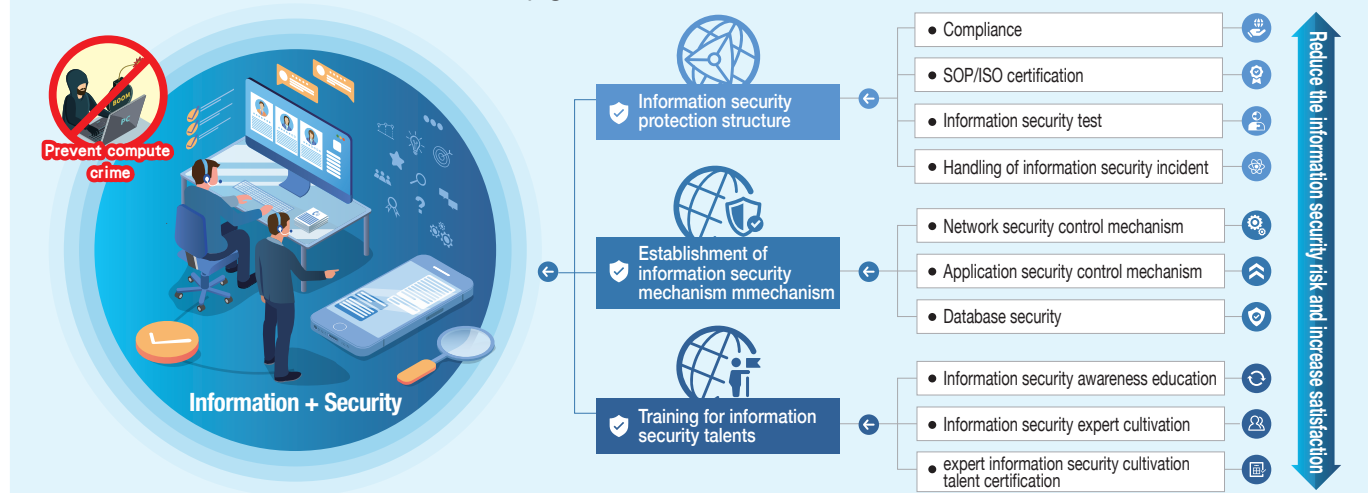 BOOM
PC
Prevent compute
crime
Information + Security
Information security
protection structure
• Compliance
• SOP/ISO certification
• Information security test
• Handling of information security incident
Establishment of
information security
mechanism mmechanism
• Network security control mechanism
• Application security control mechanism
• Database security
Training for information
security talents
• Information security awareness education
• Information security expert cultivation
• expert information security cultivation
talent certification
Reduce the information security risk and increase satisfaction